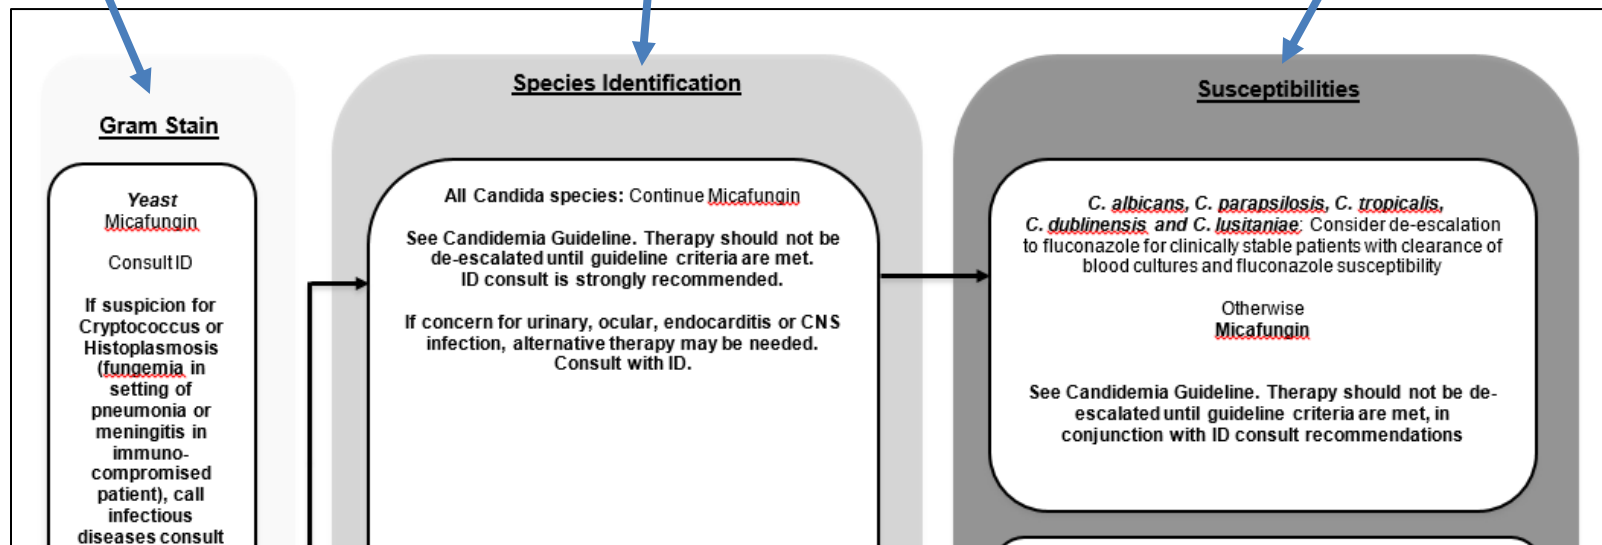 Gram Stain
Yeast
Micafungin
Consult ID
If suspicion for
Cryptococcus or
Histoplasmosis
(fungemia in
setting of
pneumonia or
meningitis in
immuno-
compromised
patient), call
infectious
diseases consult
Species Identification
All Candida species: Continue Micafungin
See Candidemia Guideline. Therapy should not be
de-escalated until guideline criteria are met.
ID consult is strongly recommended.
If concern for urinary, ocular, endocarditis or CNS
infection, alternative therapy may be needed.
Consult with ID.
Susceptibilities
C. albicans, C. parapsilosis, C. tropicalis,
C. dublinensis and C. lusitaniae: Consider de-escalation
to fluconazole for clinically stable patients with clearance of
blood cultures and fluconazole susceptibility
Otherwise
Micafungin
See Candidemia Guideline. Therapy should not be de-
escalated until guideline criteria are met, in
conjunction with ID consult recommendations